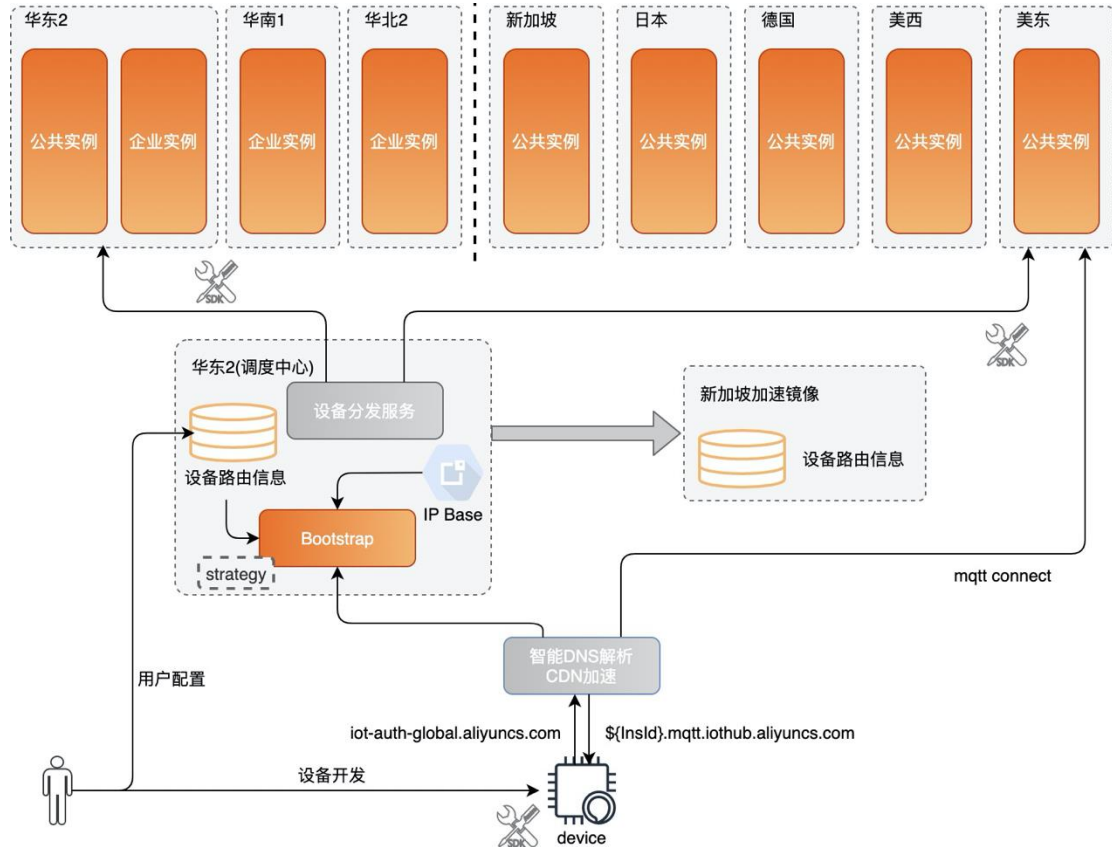 华东2
华南1
华北2
新加坡
日本
德国
美西
美东
公共实例
企业实例
企业实例
企业实例
公共实例
公共实例
公共实例
公共实例
公共实例
SDK
SDK
华东2(调度中心)
设备分发服务
新加坡加速镜像
设备路由信息
设备路由信息
IP Base
Bootstrap
strategy
mqtt connect
智能DNS解析
CDN加速
用户配置
iot-auth-global.aliyuncs.com
${InsId}.mqtt.iothub.aliyuncs.com
设备开发
SDK
device